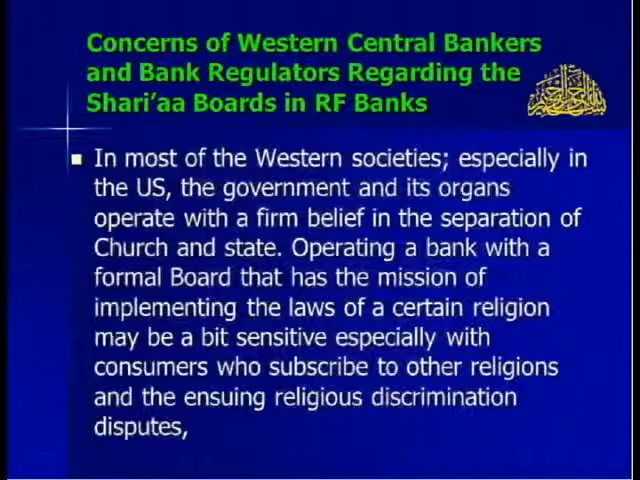 Concerns of Western Central Bankers
and Bank Regulators Regarding the
Shari’aa Boards in RF Banks
In most of the Western societies; especially in
the US, the government and its organs
operate with a firm belief in the separation of
Church and state. Operating a bank with a
formal Board that has the mission of
implementing the laws of a certain religion
may be a bit sensitive especially with
consumers who subscribe to other religions
and the ensuing religious discrimination
disputes,